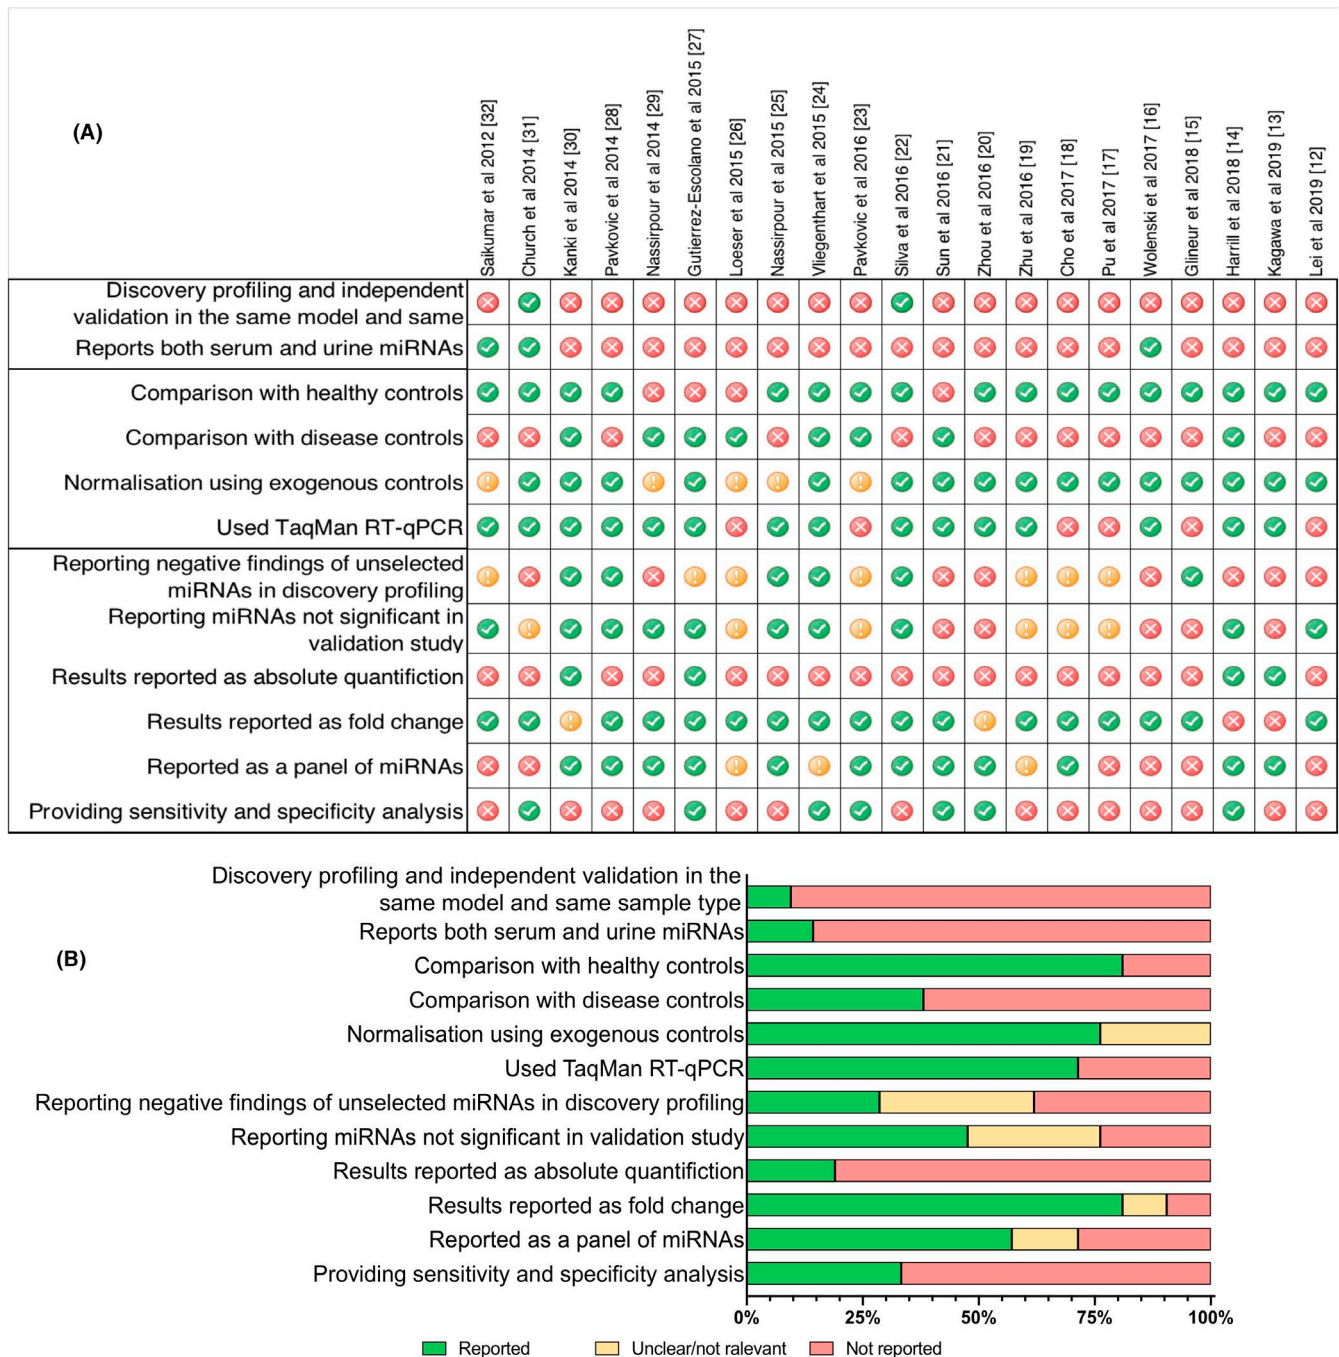 (A)
Saikumar et al 2012 [32]
Church et al 2014 [31]
Kanki et al 2014 [30]
Pavkovic et al 2014 [28]
Nassirpour et al 2014 [29]
Gutierrez-Escolano et al 2015 [27]
Loeser et al 2015 [26]
Nassirpour et al 2015 [25]
Vliegenthart et al 2015 [24]
Pavkovic et al 2016 [23]
Silva et al 2016 [22]
Sun et al 2016 [21]
Zhou et al 2016 [20]
Zhu et al 2016 [19]
Cho et al 2017 [18]
Pu et al 2017 [17]
Wolenski et al 2017 [16]
Glineur et al 2018 [15]
Harrill et al 2018 [14]
Kagawa et al 2019 [13]
Lei et al 2019 [12]
Discovery profiling and independent
validation in the same model and same
Reports both serum and urine miRNAs
Comparison with healthy controls
Comparison with disease controls
Normalisation using exogenous controls
Used TaqMan RT-qPCR
Reporting negative findings of unselected
miRNAs in discovery profiling
Reporting miRNAs not significant in
validation study
Results reported as absolute quantifiction
Results reported as fold change
Reported as a panel of miRNAs
Providing sensitivity and specificity analysis
(B)
Discovery profiling and independent validation in the
same model and same sample type
Reports both serum and urine miRNAs
Comparison with healthy controls
Comparison with disease controls
Normalisation using exogenous controls
Used TaqMan RT-qPCR
Reporting negative findings of unselected miRNAs in discovery profiling
Reporting miRNAs not significant in validation study
Results reported as absolute quantifiction
Results reported as fold change
Reported as a panel of miRNAs
Providing sensitivity and specificity analysis
0% 25% 50% 75% 100%
Reported Unclear/not relevant Not reported